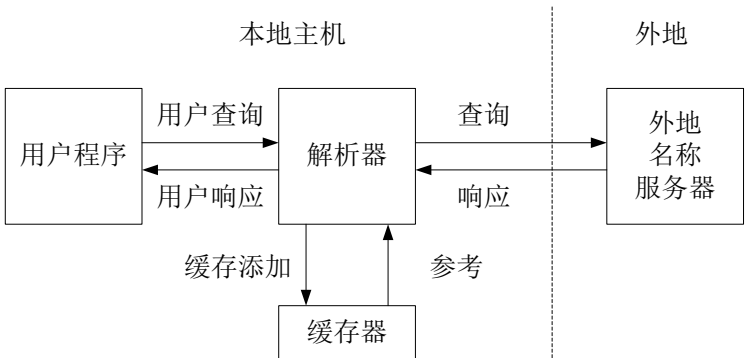 本地主机
外地
用户查询
查询
用户程序
解析器
外地
名称
服务器
用户响应
响应
缓存添加
参考
缓存器